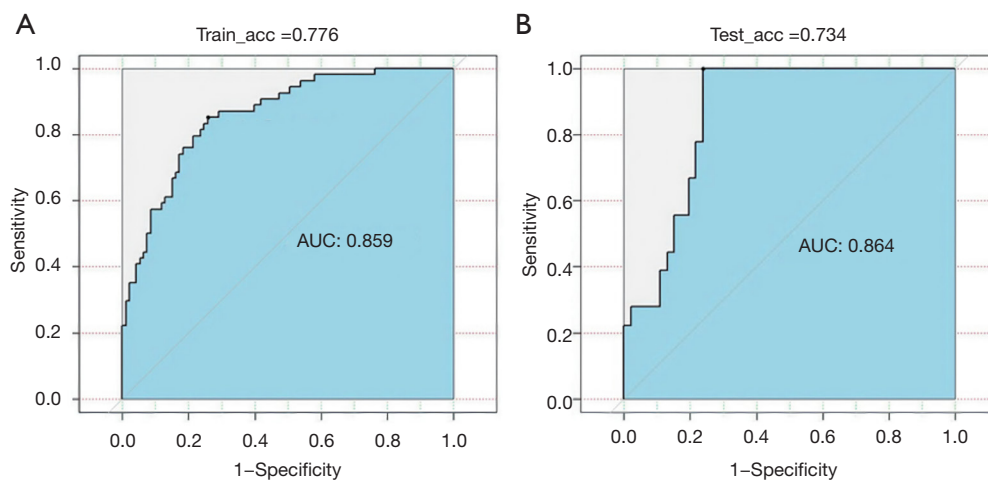 A
Train_acc =0.776
1.0
0.8
0.6
0.4
0.2
0.0
Sensitivity
AUC: 0.859
0.0 0.2 0.4 0.6 0.8 1.0
1−Specificity
B
Test_acc =0.734
1.0
0.8
0.6
0.4
0.2
0.0
Sensitivity
AUC: 0.864
0.0 0.2 0.4 0.6 0.8 1.0
1−Specificity